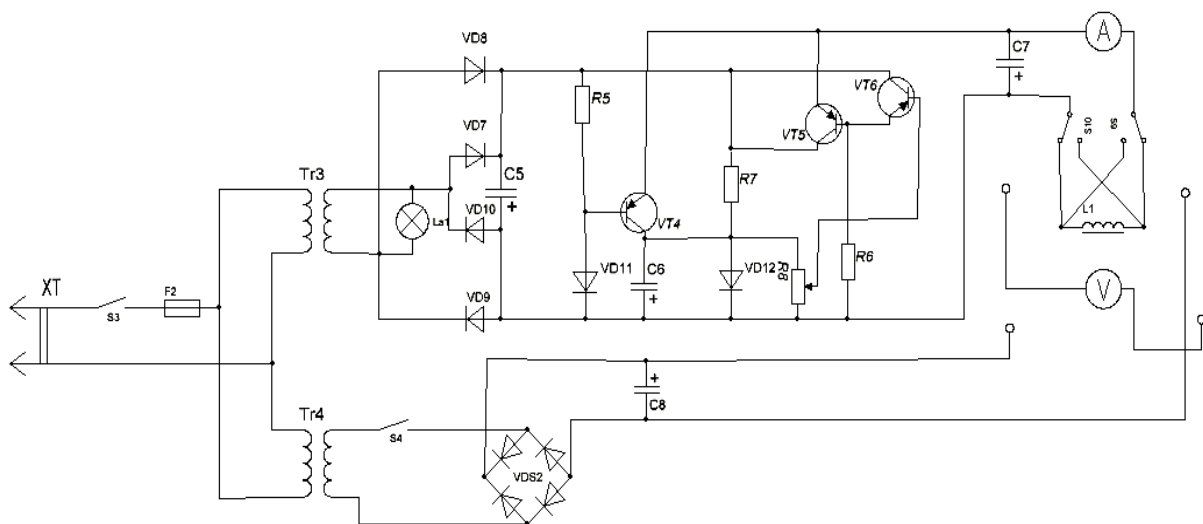 VD8
C7
A
R5
VT6
VT5
S10
S9
VD7
Tr3
C5
R7
La1
VD10
VT4
L1
VD11
C6
VD12
R8
R6
XT
F2
S3
VD9
V
C8
Tr4
S4
VDS2